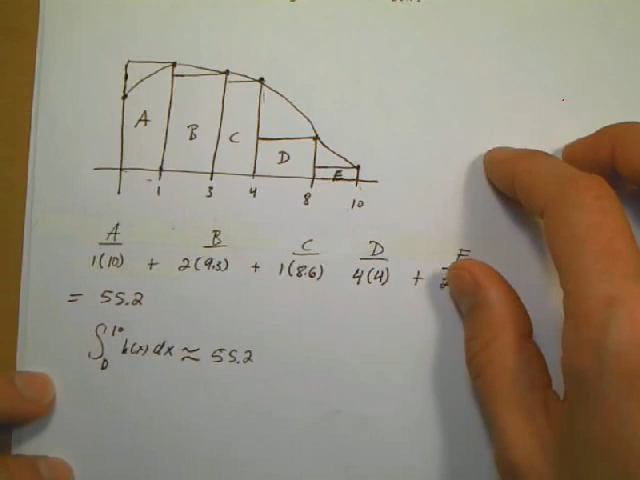 A
B
C
D
E
1 3 4 8 10
A B C D E
1(10) + 2(9.3) + 1(8.6) 4(4) + 2
= 55.2
∫₀¹⁰ h(x)dx ≈ 55.2